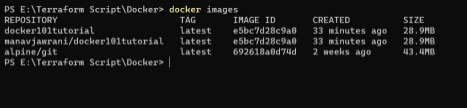 PS E:\Terraform Script\Docker> docker images
REPOSITORY TAG IMAGE ID CREATED SIZE
docker101tutorial latest e5bc7d28c9a0 33 minutes ago 28.9MB
manavjawrani/docker101tutorial latest e5bc7d28c9a0 33 minutes ago 28.9MB
alpine/git latest 692618a0d74d 2 weeks ago 43.4MB
PS E:\Terraform Script\Docker>